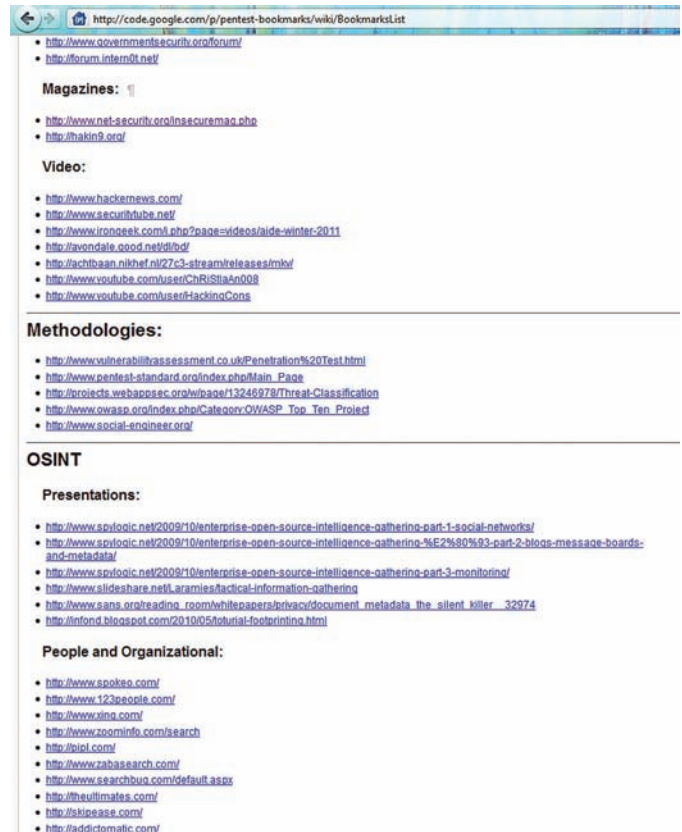 http://code.google.com/p/pentest-bookmarks/wiki/BookmarksList
http://www.governmentsecurity.org/forum/
http://forum.intern0t.net/
Magazines: ¶
http://www.net-security.org/insecuremag.php
http://hakin9.org/
Video:
http://www.hackernews.com/
http://www.securitytube.net/
http://www.irongeek.com/i.php?page=videos/aide-winter-2011
http://avondale.good.net/dl/bd/
http://achtbaan.nikhef.nl/27c3-stream/releases/mkv/
http://www.youtube.com/user/ChRiStIaAn008
http://www.youtube.com/user/HackingCons
Methodologies:
http://www.vulnerabilityassessment.co.uk/Penetration%20Test.html
http://www.pentest-standard.org/index.php/Main_Page
http://projects.webappsec.org/w/page/13246978/Threat-Classification
http://www.owasp.org/index.php/Category:OWASP_Top_Ten_Project
http://www.social-engineer.org/
OSINT
Presentations:
http://www.spylogic.net/2009/10/enterprise-open-source-intelligence-gathering-part-1-social-networks/
http://www.spylogic.net/2009/10/enterprise-open-source-intelligence-gathering-%E2%80%93-part-2-blogs-message-boards-
and-metadata/
http://www.spylogic.net/2009/10/enterprise-open-source-intelligence-gathering-part-3-monitoring/
http://www.slideshare.net/Laramies/tactical-information-gathering
http://www.sans.org/reading_room/whitepapers/privacy/document_metadata_the_silent_killer__32974
http://infond.blogspot.com/2010/05/toturial-footprinting.html
People and Organizational:
http://www.spokeo.com/
http://www.123people.com/
http://www.xing.com/
http://www.zoominfo.com/search
http://pipl.com/
http://www.zabasearch.com/
http://www.searchbug.com/default.aspx
http://theultimates.com/
http://skipease.com/
http://addictomatic.com/